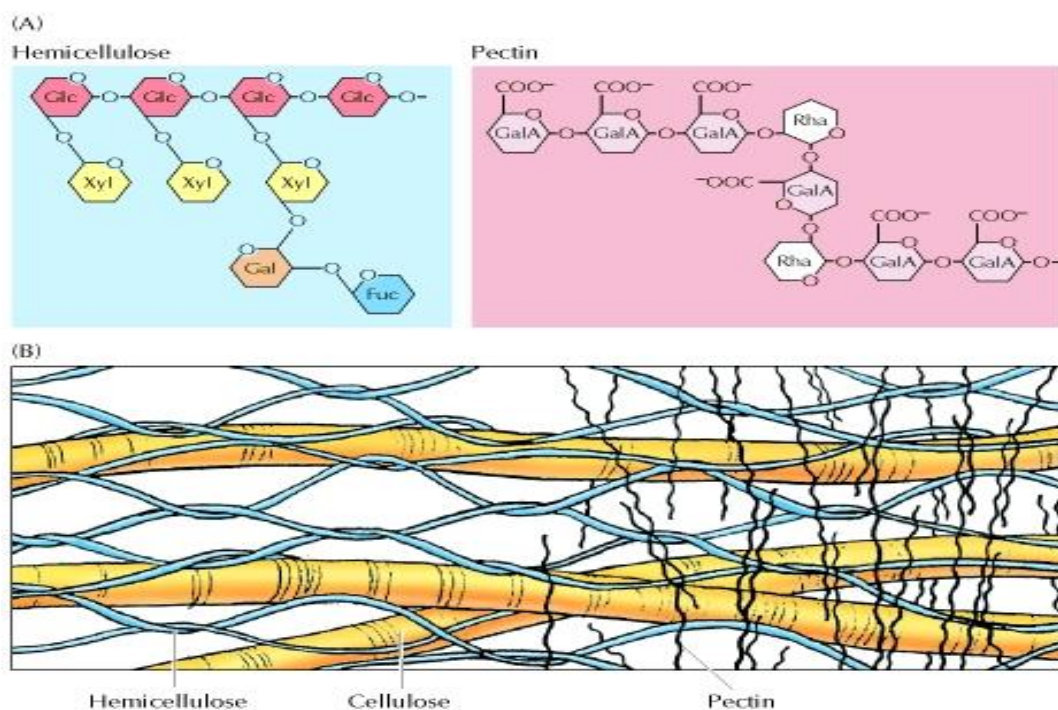 (A)
Hemicellulose
Pectin
O O O O
Glc O Glc O Glc O Glc O
O O O
O O O
Xyl Xyl Xyl
O
O
Gal O O
Fuc
COO⁻ COO⁻ COO⁻
O O O Rha
GalA O GalA O GalA O O
O
⁻OOC GalA
O
O COO⁻ COO⁻
O O
Rha O GalA O GalA O
O
(B)
Hemicellulose Cellulose Pectin